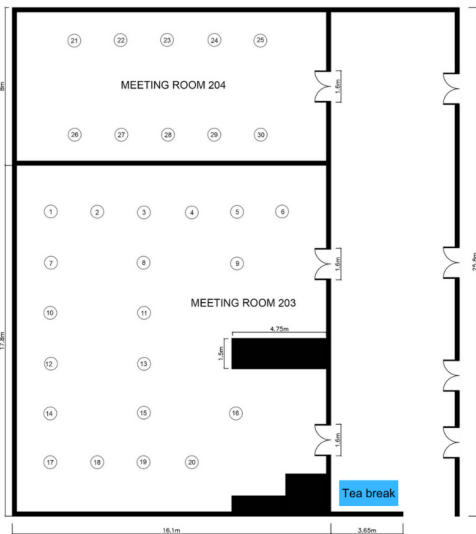 21 22 23 24 25
8m
MEETING ROOM 204
1,6m
26 27 28 29 30
1 2 3 4 5 6
7 8 9
1,6m
25,8m
MEETING ROOM 203
10 11
4,75m
17,8m
1,5m
12 13
14 15 16
1,6m
17 18 19 20
Tea break
16,1m 3,65m